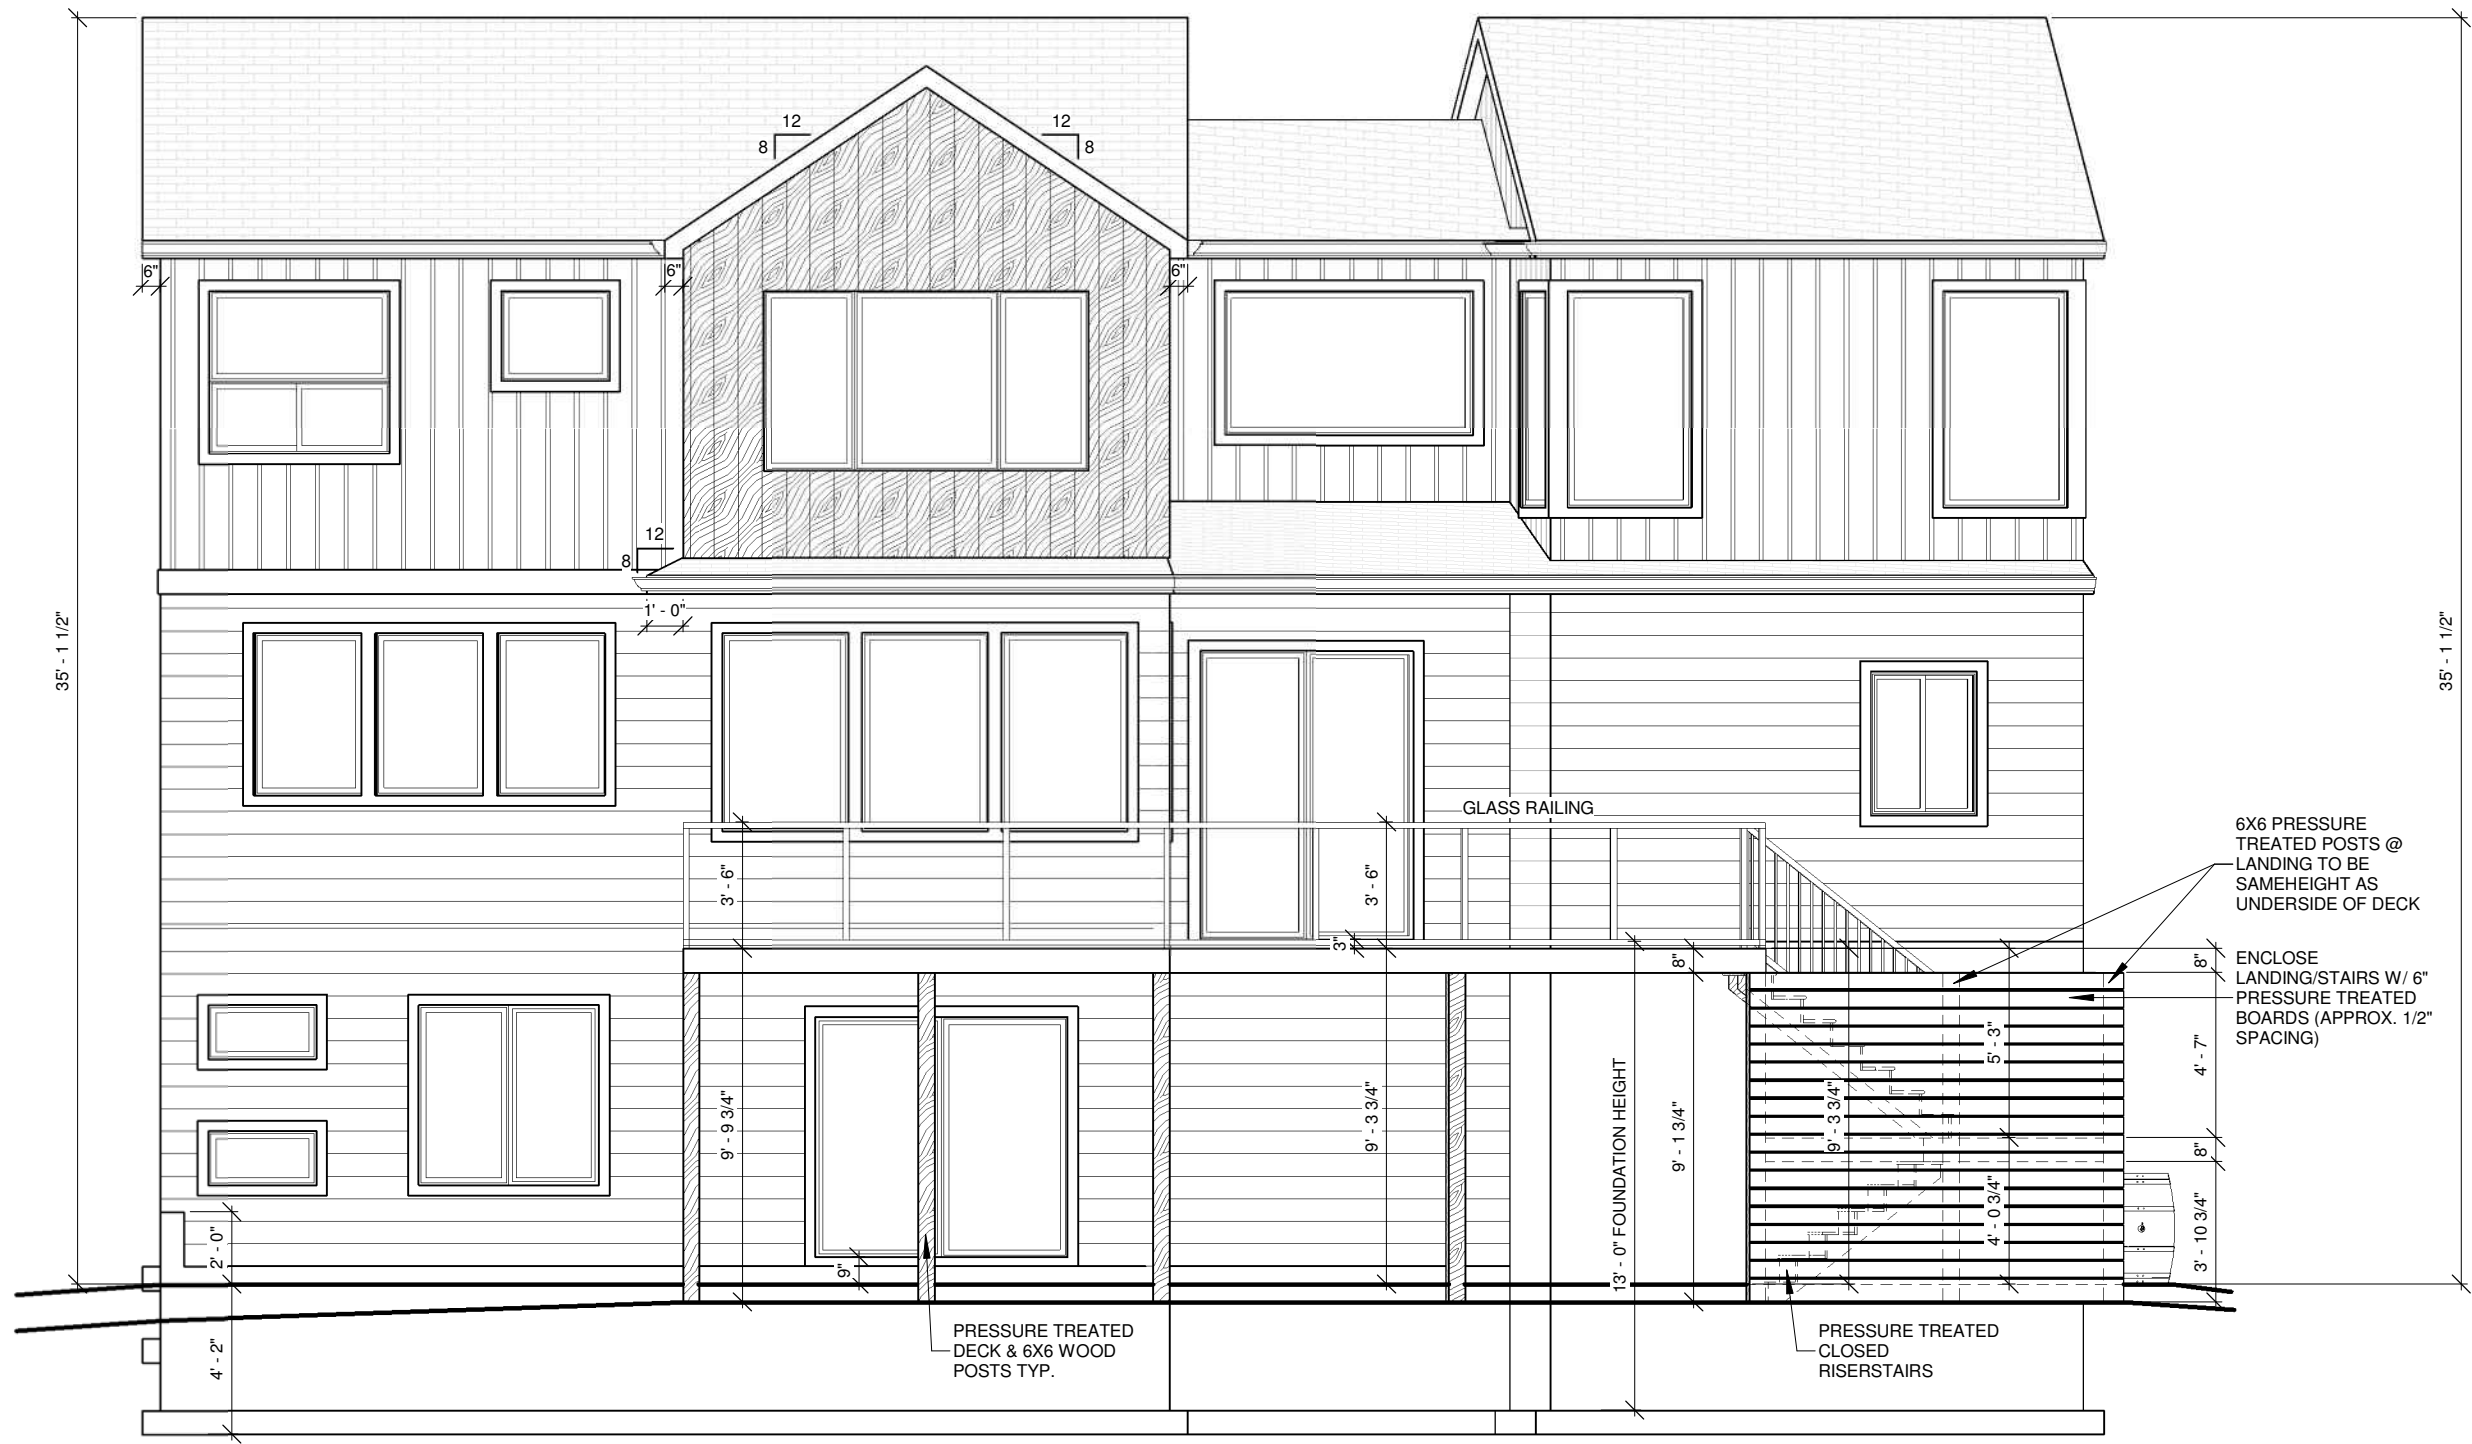 12
12
8
8
6"
6"
6"
12
8
1' - 0"
35' - 1 1/2"
35' - 1 1/2"
GLASS RAILING
3' - 6"
3' - 6"
3"
6X6 PRESSURE
TREATED POSTS @
LANDING TO BE
SAMEHEIGHT AS
UNDERSIDE OF DECK
8"
8"
ENCLOSE
LANDING/STAIRS W/ 6"
PRESSURE TREATED
BOARDS (APPROX. 1/2"
SPACING)
5' - 3"
4' - 7"
9' - 9 3/4"
9' - 3 3/4"
13' - 0" FOUNDATION HEIGHT
9' - 1 3/4"
9' - 3 3/4"
8"
4' - 0 3/4"
3' - 10 3/4"
2' - 0"
9"
4' - 2"
PRESSURE TREATED
DECK & 6X6 WOOD
POSTS TYP.
PRESSURE TREATED
CLOSED
RISERSTAIRS